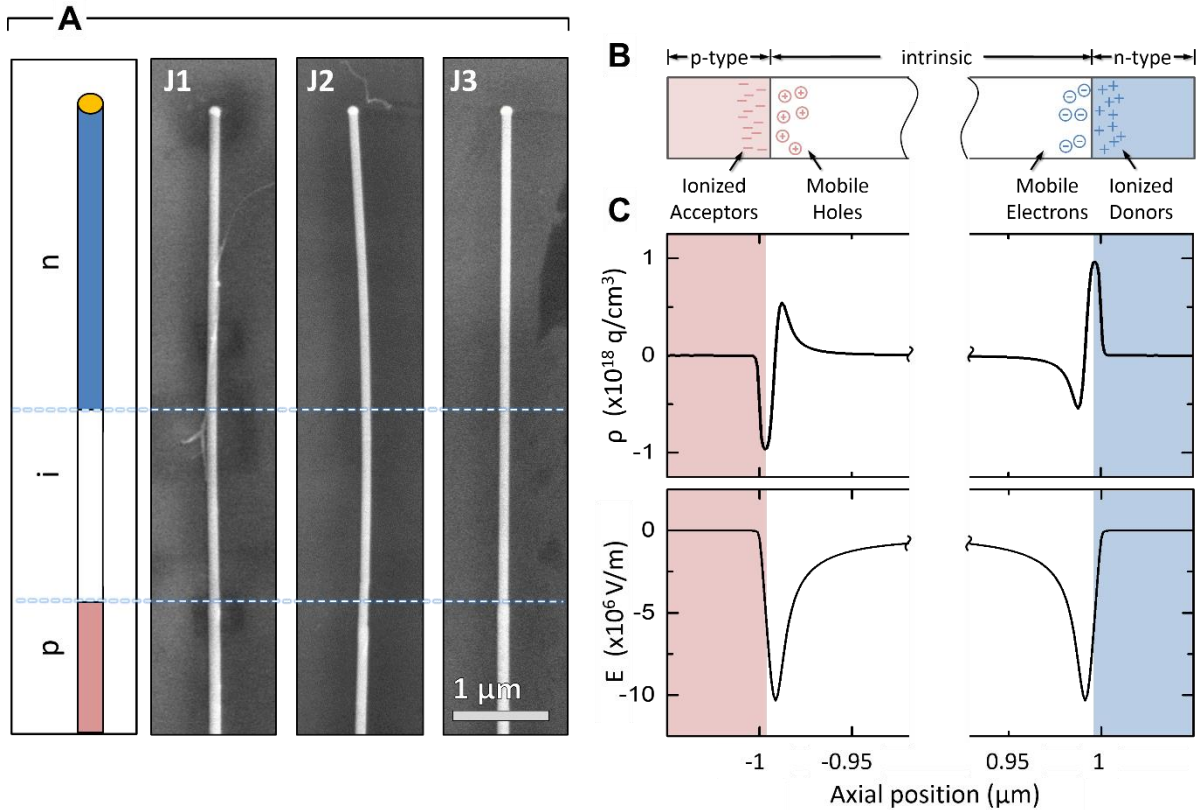 A
n
i
p
J1
J2
J3
1 μm
B
p-type
intrinsic
n-type
Ionized
Acceptors
Mobile
Holes
Mobile
Electrons
Ionized
Donors
C
ρ (x10¹⁸ q/cm³)
1
0
-1
E (x10⁶ V/m)
0
-5
-10
-1
-0.95
0.95
1
Axial position (μm)